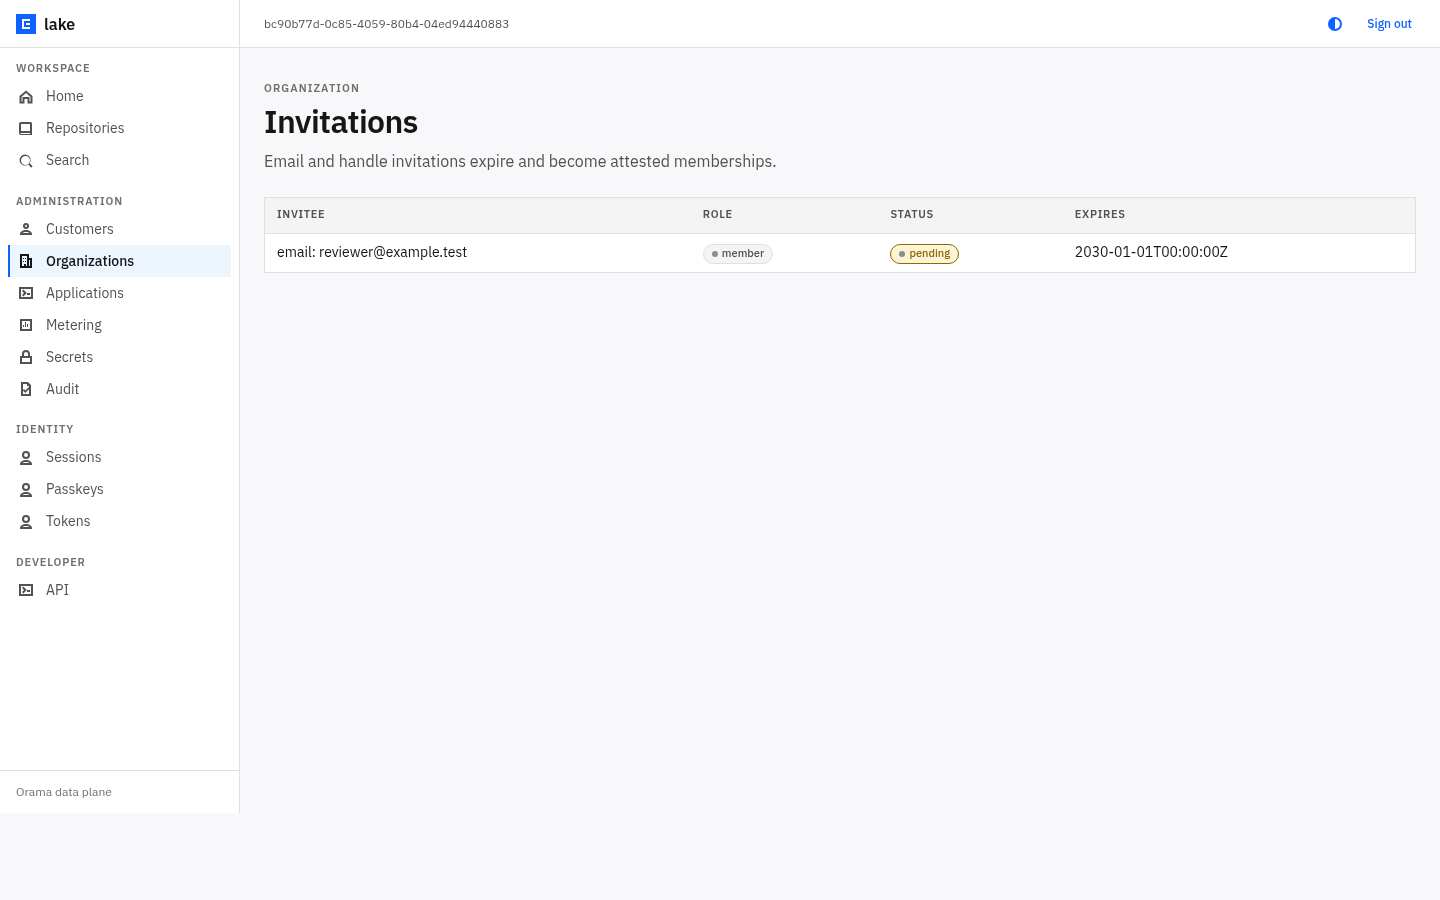 lake
bc90b77d-0c85-4059-80b4-04ed94440883
Sign out
WORKSPACE
Home
Repositories
Search
ADMINISTRATION
Customers
Organizations
Applications
Metering
Secrets
Audit
IDENTITY
Sessions
Passkeys
Tokens
DEVELOPER
API
Orama data plane
ORGANIZATION
Invitations
Email and handle invitations expire and become attested memberships.
INVITEE ROLE STATUS EXPIRES
email: reviewer@example.test member pending 2030-01-01T00:00:00Z